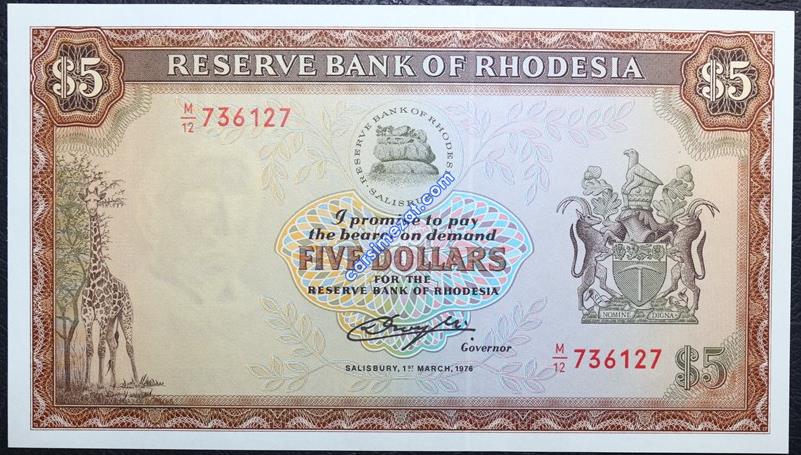 RESERVE BANK OF RHODESIA
$5
$5
M/12 736127
RESERVE BANK OF RHODESIA
SALISBURY
I promise to pay
the bearer on demand
FIVE DOLLARS
FOR THE
RESERVE BANK OF RHODESIA
carsimezat.com
Governor
SALISBURY, 1ST MARCH, 1976
NOMINE DIGNA
M/12 736127
$5